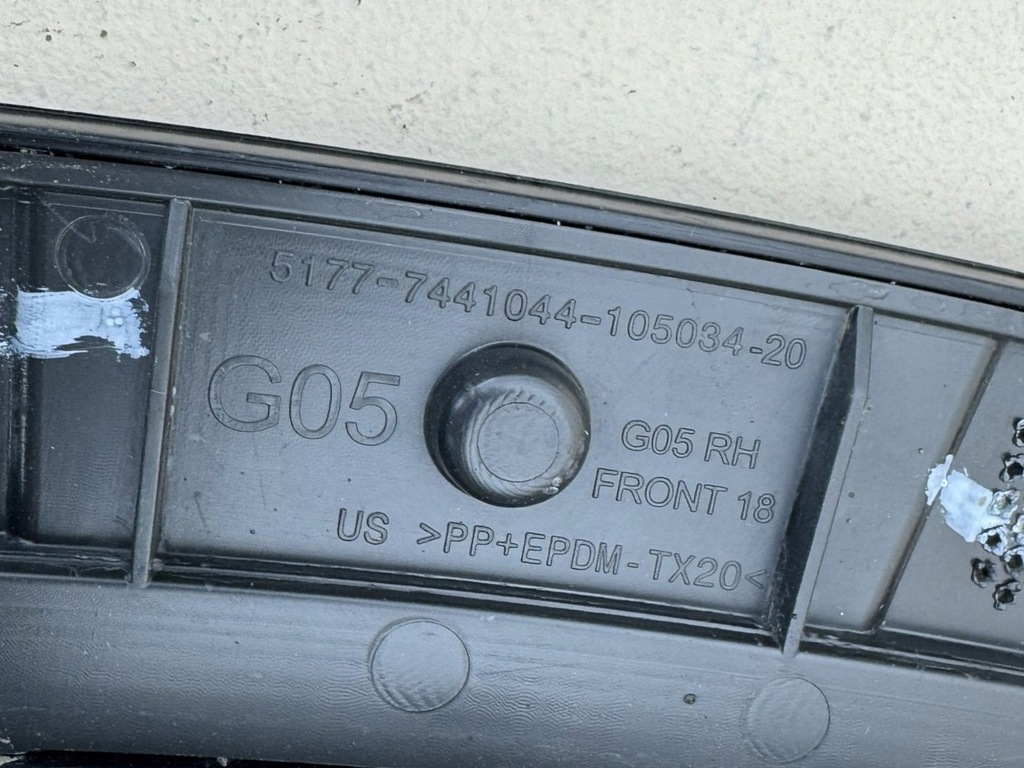 5177-7441044-105034-20
G05
G05 RH
FRONT 18
US >PP+EPDM-TX20<